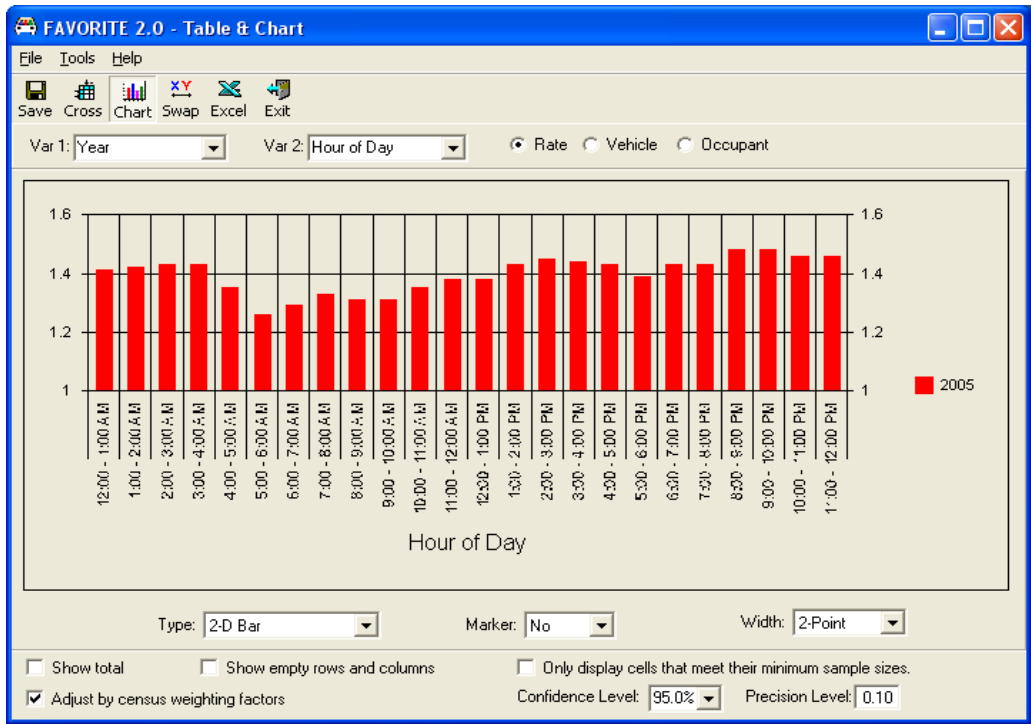 FAVORITE 2.0 - Table & Chart
File Tools Help
Save Cross Chart Swap Excel Exit
Var 1: Year Var 2: Hour of Day Rate Vehicle Occupant
1.6 1.6
1.4 1.4
1.2 1.2
1 1
2005
12:00 - 1:00 AM
1:00 - 2:00 AM
2:00 - 3:00 AM
3:00 - 4:00 AM
4:00 - 5:00 AM
5:00 - 6:00 AM
6:00 - 7:00 AM
7:00 - 8:00 AM
8:00 - 9:00 AM
9:00 - 10:00 AM
10:00 - 11:00 AM
11:00 - 12:00 AM
12:00 - 1:00 PM
1:00 - 2:00 PM
2:00 - 3:00 PM
3:00 - 4:00 PM
4:00 - 5:00 PM
5:00 - 6:00 PM
6:00 - 7:00 PM
7:00 - 8:00 PM
8:00 - 9:00 PM
9:00 - 10:00 PM
10:00 - 11:00 PM
11:00 - 12:00 PM
Hour of Day
Type: 2-D Bar Marker: No Width: 2-Point
Show total Show empty rows and columns Only display cells that meet their minimum sample sizes.
Adjust by census weighting factors Confidence Level: 95.0% Precision Level: 0.10